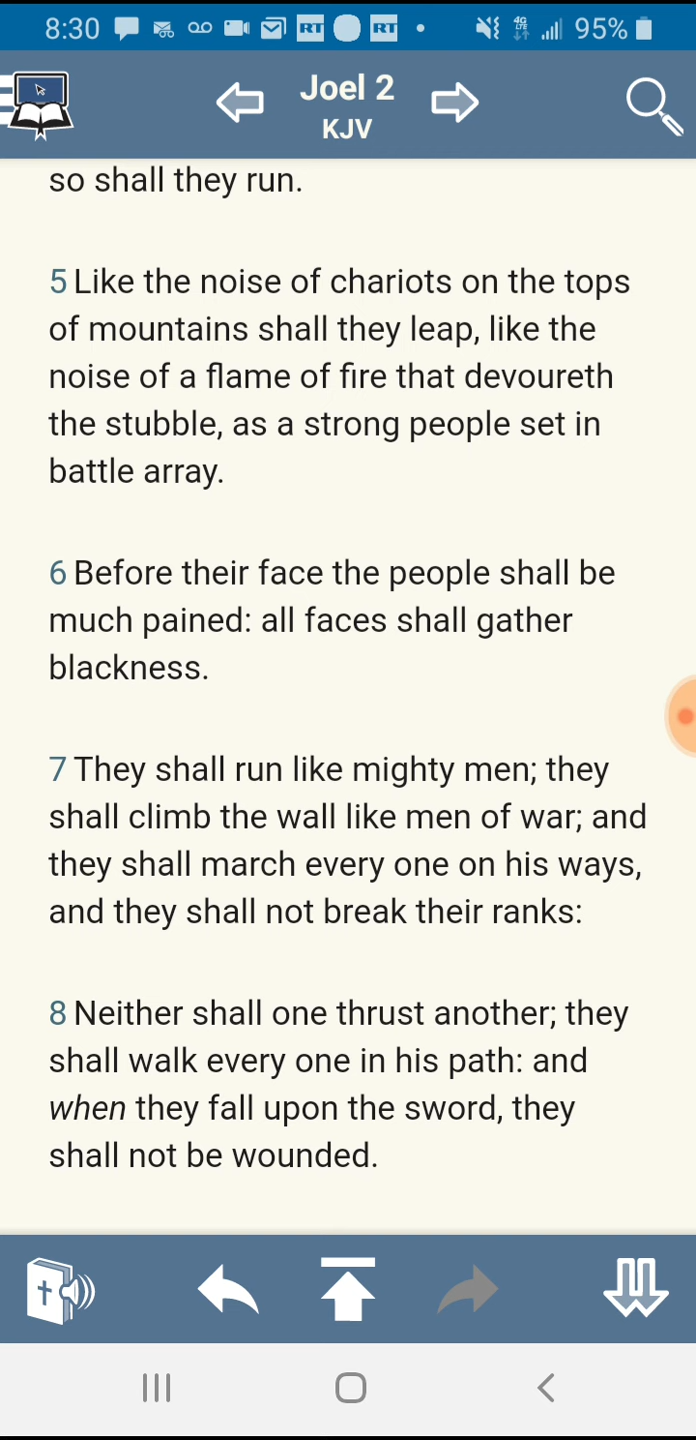 8:30 RT RT 4G 95%
Joel 2
KJV
so shall they run.
5 Like the noise of chariots on the tops
of mountains shall they leap, like the
noise of a flame of fire that devoureth
the stubble, as a strong people set in
battle array.
6 Before their face the people shall be
much pained: all faces shall gather
blackness.
7 They shall run like mighty men; they
shall climb the wall like men of war; and
they shall march every one on his ways,
and they shall not break their ranks:
8 Neither shall one thrust another; they
shall walk every one in his path: and
when they fall upon the sword, they
shall not be wounded.